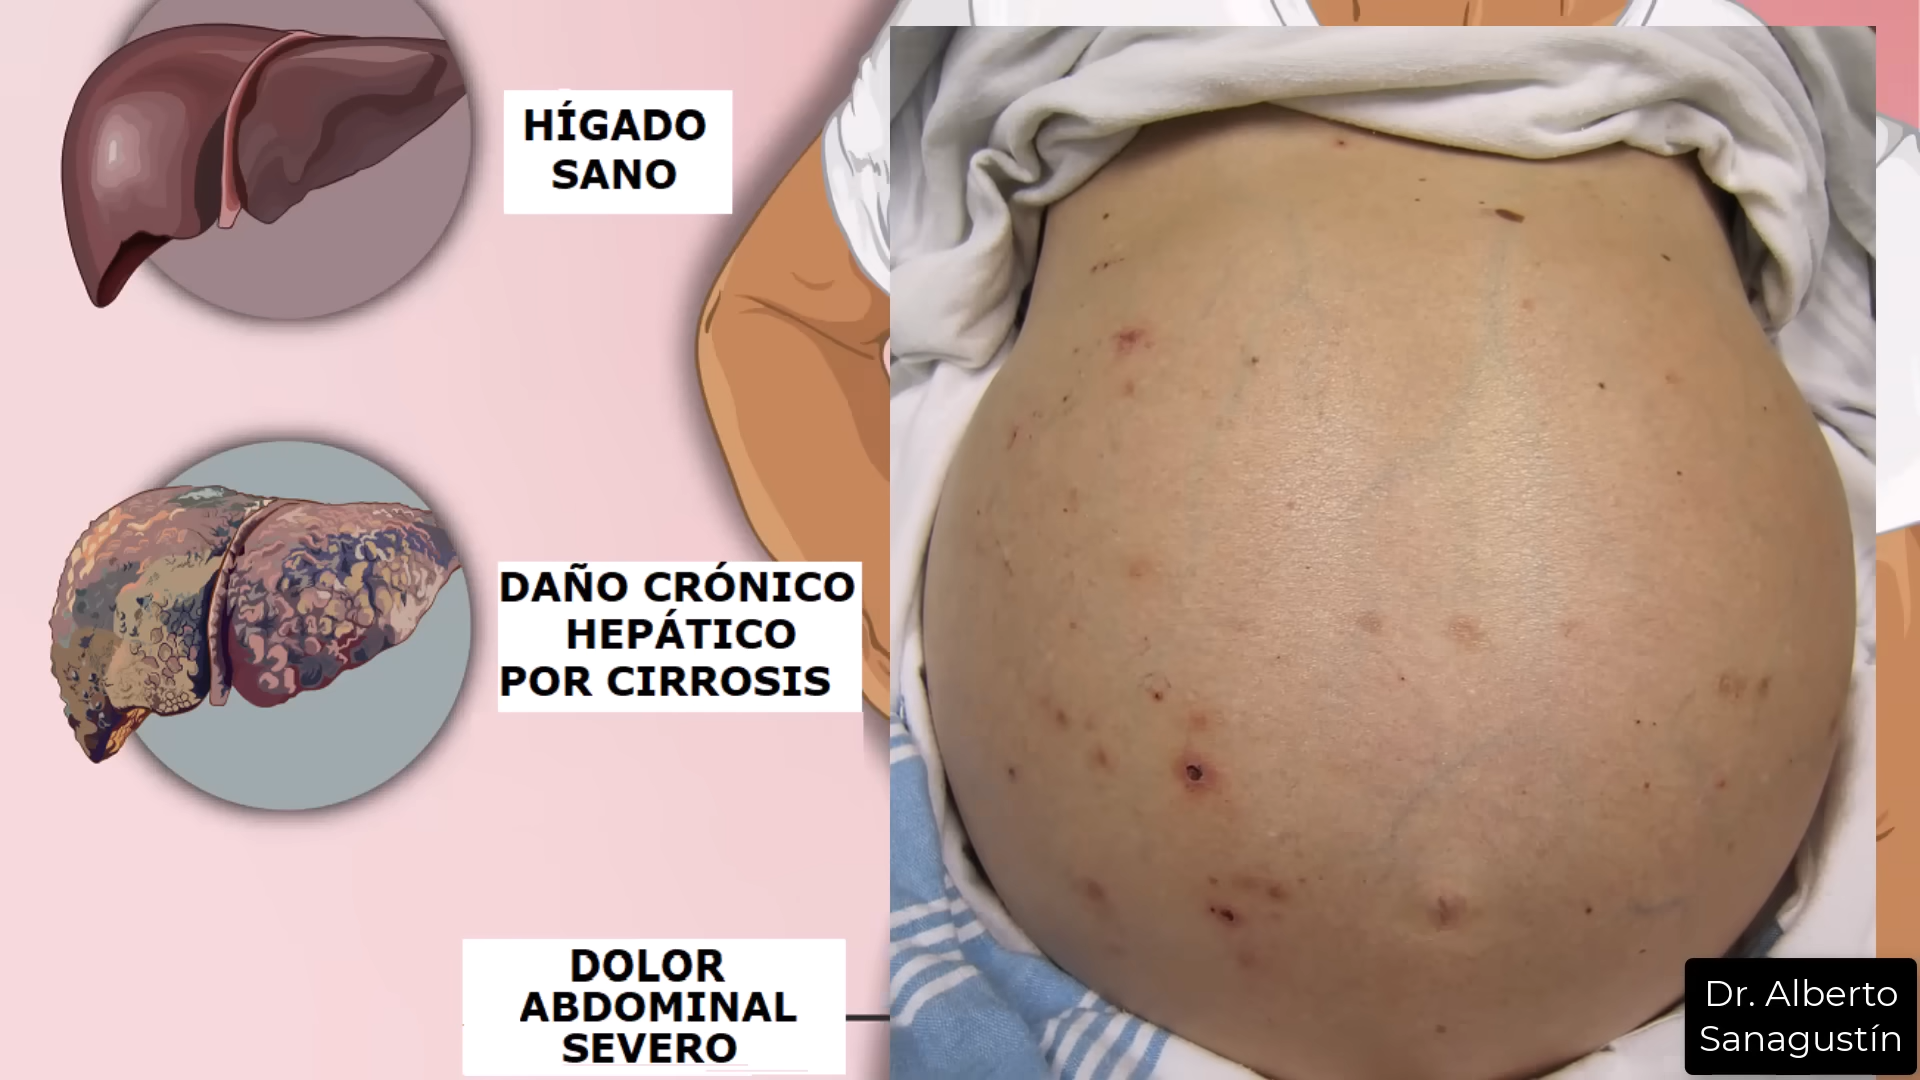 HÍGADO
SANO
DAÑO CRÓNICO
HEPÁTICO
POR CIRROSIS
DOLOR
ABDOMINAL
SEVERO
Dr. Alberto
Sanagustín